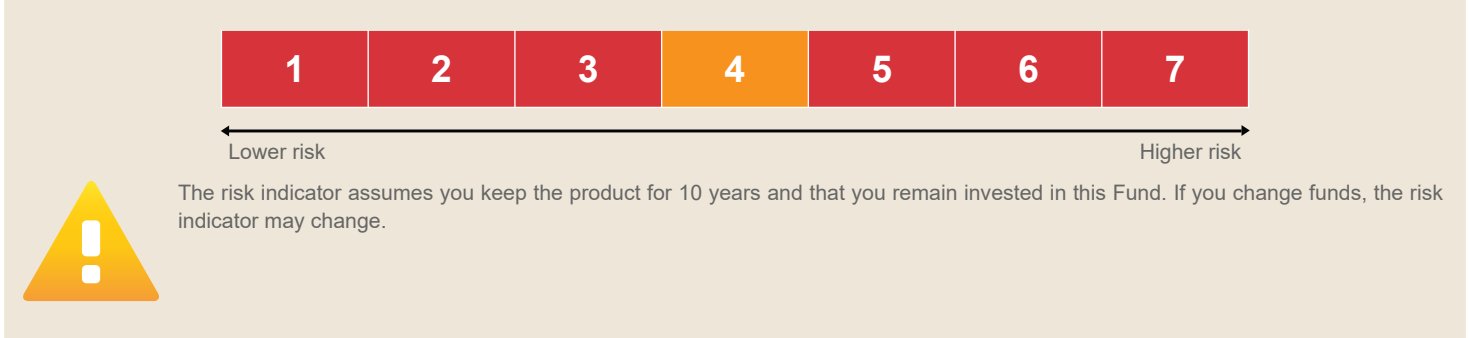 1 2 3 4 5 6 7
Lower risk Higher risk
The risk indicator assumes you keep the product for 10 years and that you remain invested in this Fund. If you change funds, the risk
indicator may change.